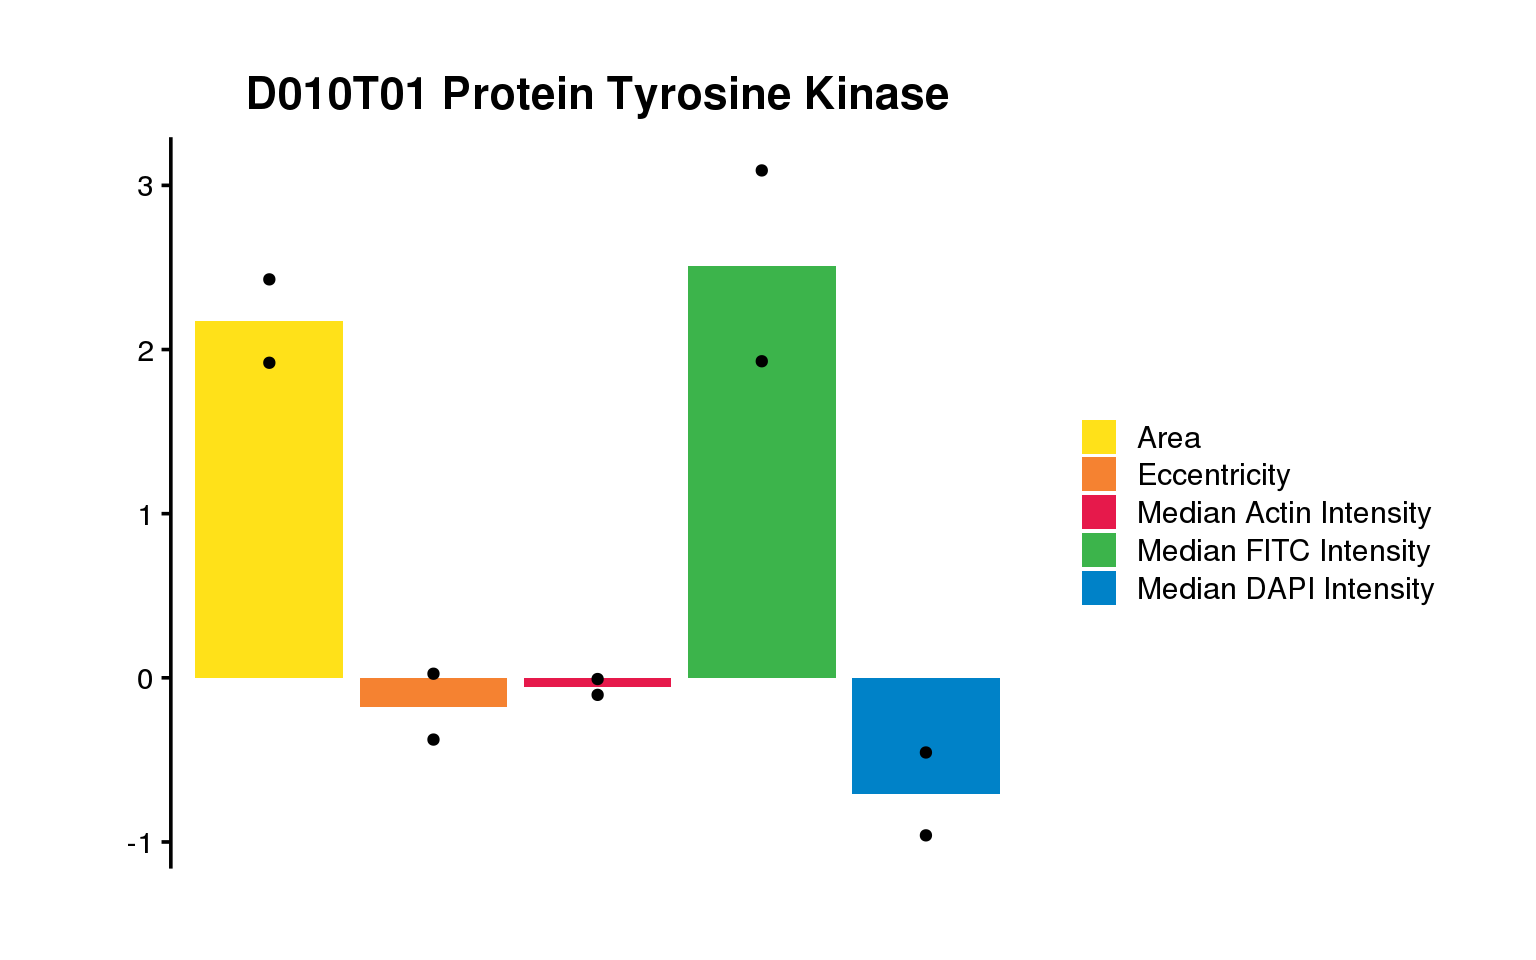 D010T01 Protein Tyrosine Kinase
3
2
1
0
-1
Area
Eccentricity
Median Actin Intensity
Median FITC Intensity
Median DAPI Intensity